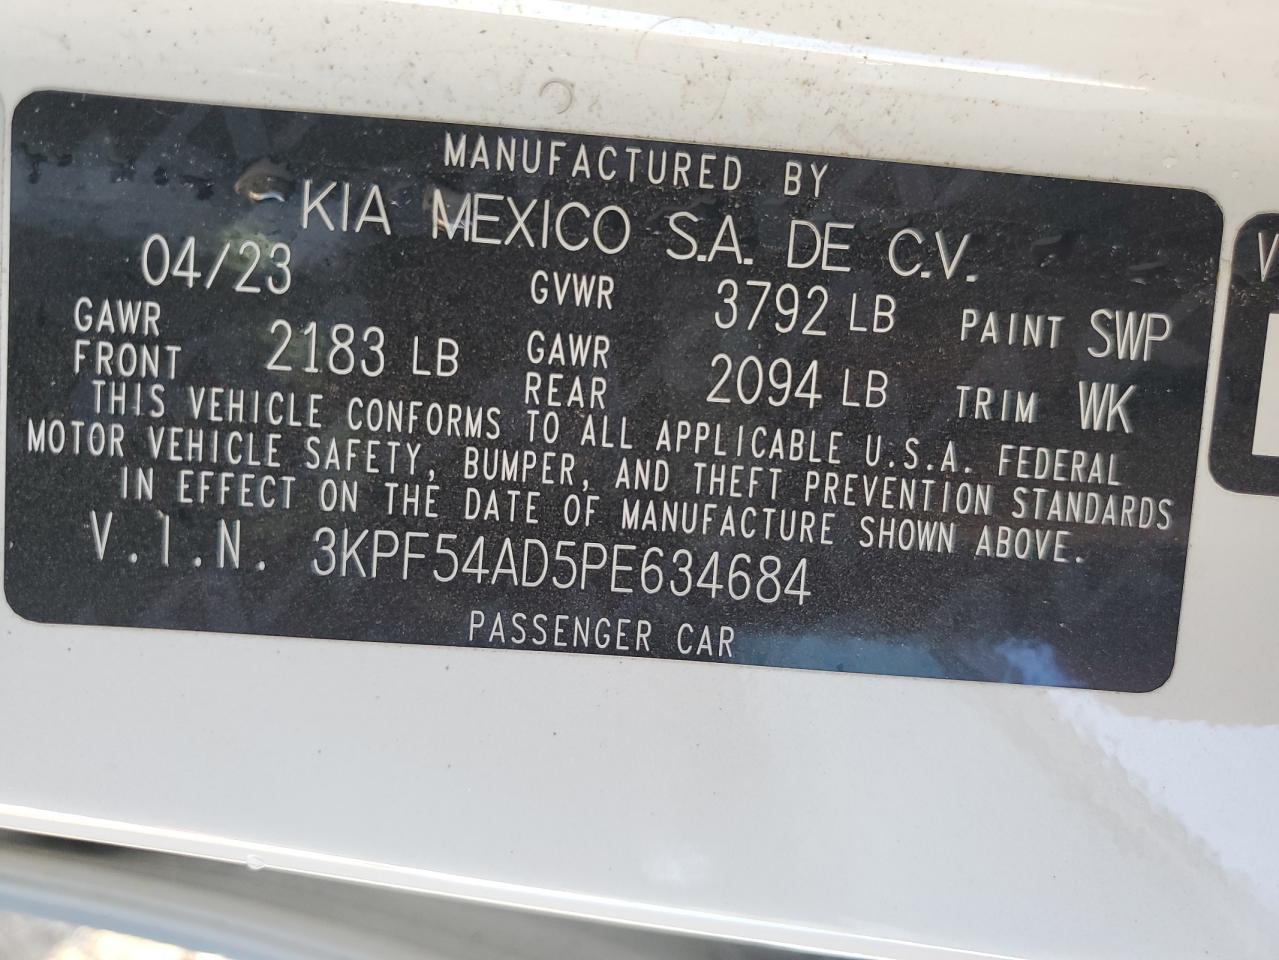 MANUFACTURED BY
KIA MEXICO S.A. DE C.V.
04/23 GVWR 3792 LB PAINT SWP
GAWR FRONT 2183 LB GAWR REAR 2094 LB TRIM WK
THIS VEHICLE CONFORMS TO ALL APPLICABLE U.S.A. FEDERAL
MOTOR VEHICLE SAFETY, BUMPER, AND THEFT PREVENTION STANDARDS
IN EFFECT ON THE DATE OF MANUFACTURE SHOWN ABOVE.
V.I.N. 3KPF54AD5PE634684
PASSENGER CAR
V